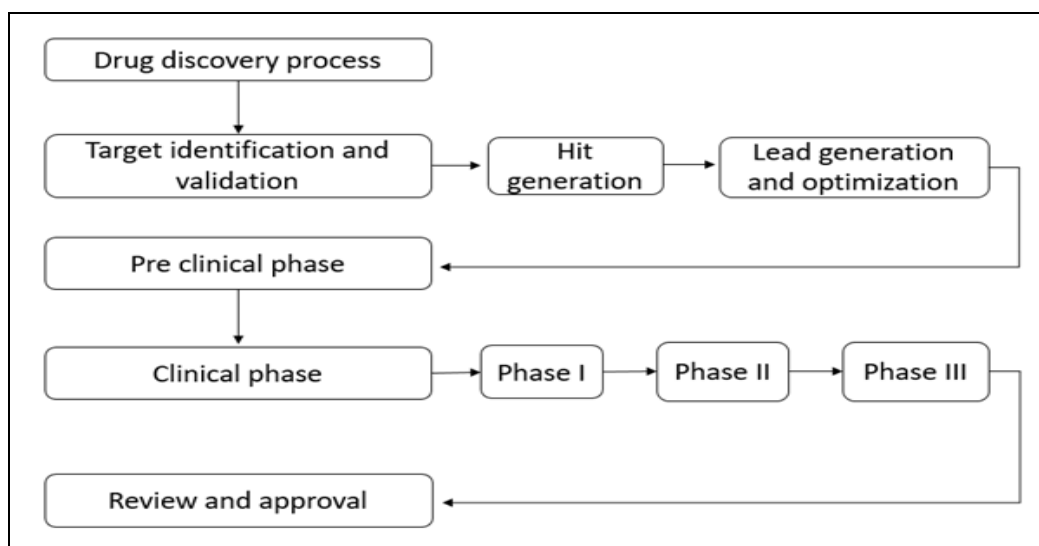 Drug discovery process
Target identification and
validation
Hit
generation
Lead generation
and optimization
Pre clinical phase
Clinical phase
Phase I
Phase II
Phase III
Review and approval